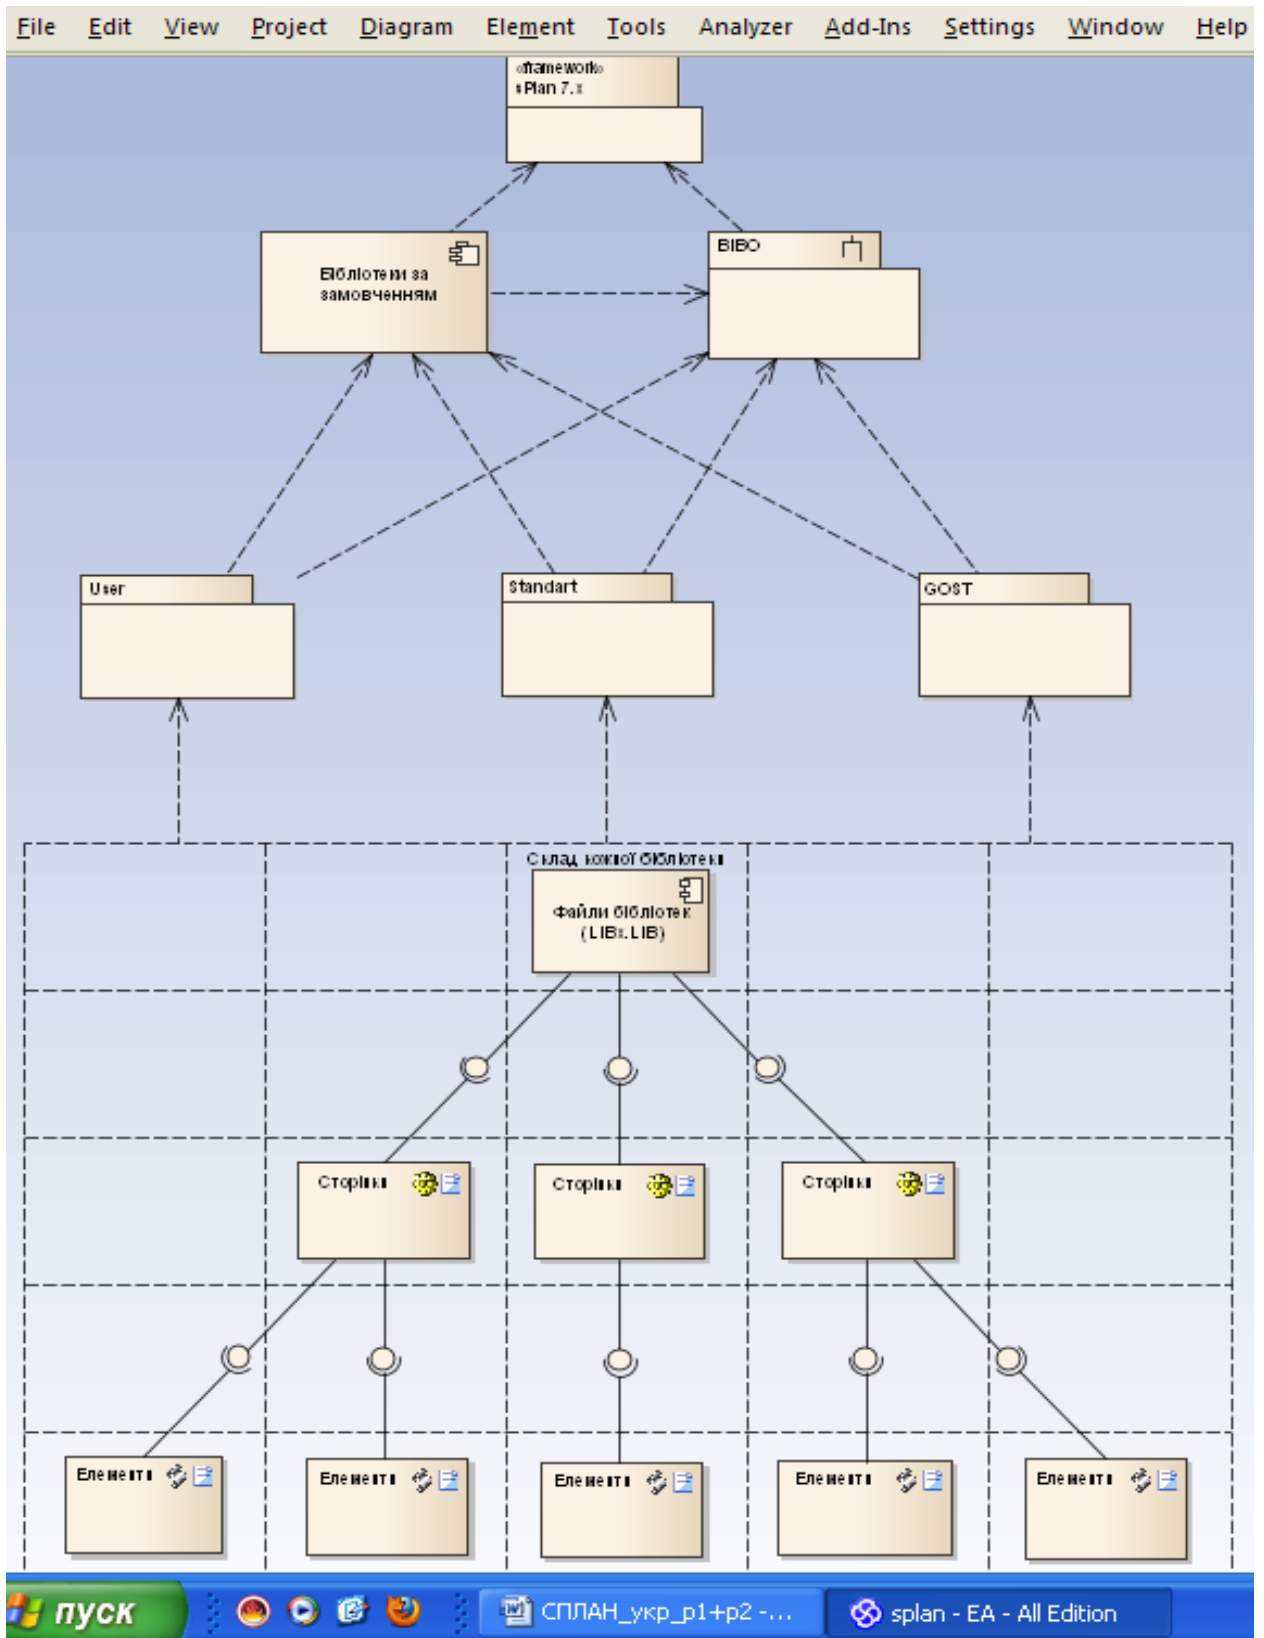 File Edit View Project Diagram Element Tools Analyzer Add-Ins Settings Window Help
«framework»
sPlan 7.x
Бібліотеки за
замовченням
BIBO
User
Standart
GOST
Склад кожної бібліотеки
Файли бібліотек
(LIBx.LIB)
Сторінки
Сторінки
Сторінки
Елементи
Елементи
Елементи
Елементи
Елементи
пуск
СПЛАН_укр_р1+р2 -...
splan - EA - All Edition